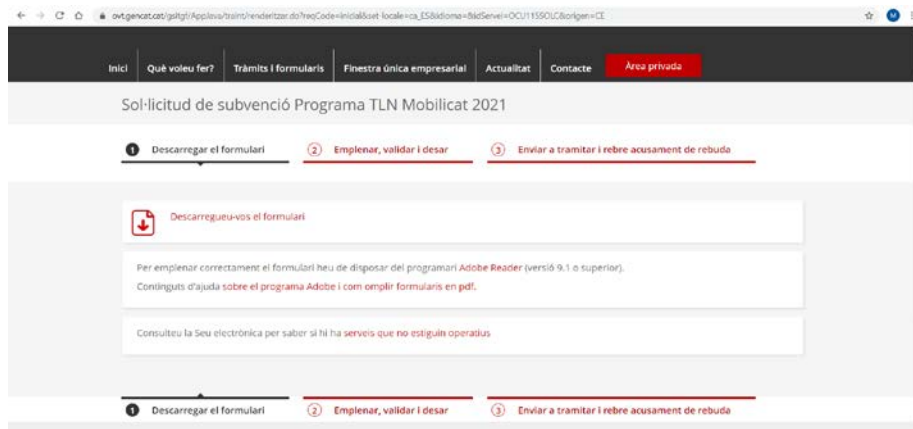 ovt.gencat.cat/gsitgf/AppJava/traint/renderitzar.do?reqCode=inicial&set-locale=ca_ES&idioma=&idServei=OCU115SOLC&origen=CE
M
Inici Què voleu fer? Tràmits i formularis Finestra única empresarial Actualitat Contacte Àrea privada
Sol·licitud de subvenció Programa TLN Mobilicat 2021
1 Descarregar el formulari 2 Emplenar, validar i desar 3 Enviar a tramitar i rebre acusament de rebuda
Descarregueu-vos el formulari
Per emplenar correctament el formulari heu de disposar del programari Adobe Reader (versió 9.1 o superior).
Continguts d'ajuda sobre el programa Adobe i com omplir formularis en pdf.
Consulteu la Seu electrònica per saber si hi ha serveis que no estiguin operatius
1 Descarregar el formulari 2 Emplenar, validar i desar 3 Enviar a tramitar i rebre acusament de rebuda